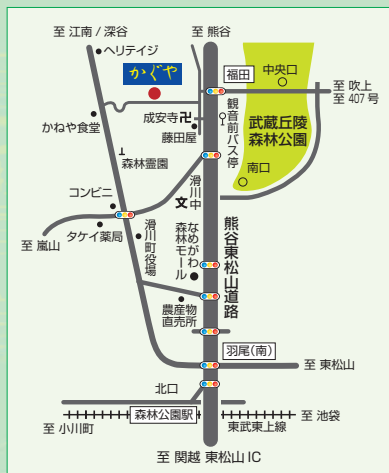 至 江南 / 深谷
至 熊谷
ヘリテイジ
かぐや
福田
中央口
至 吹上
至 407号
かねや食堂
成安寺卍
藤田屋
観音前バス停
武蔵丘陵
森林公園
森林霊園
南口
コンビニ
滑川中
文
タケイ薬局
至 嵐山
滑川町役場
なめがわ
森林モール
熊谷東松山道路
農産物
直売所
羽尾(南)
至 東松山
北口
森林公園駅
至 小川町
東武東上線
至 池袋
至 関越 東松山 IC